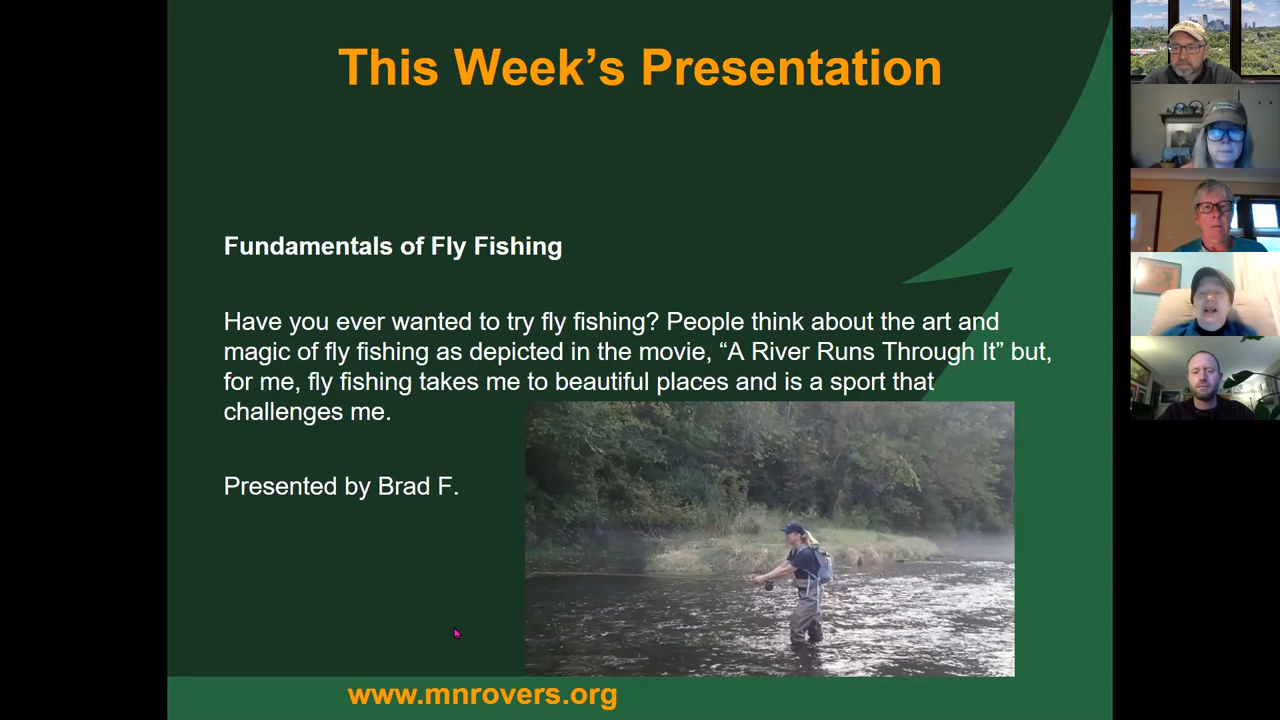 This Week’s Presentation
Fundamentals of Fly Fishing
Have you ever wanted to try fly fishing? People think about the art and
magic of fly fishing as depicted in the movie, “A River Runs Through It” but,
for me, fly fishing takes me to beautiful places and is a sport that
challenges me.
Presented by Brad F.
www.mnrovers.org